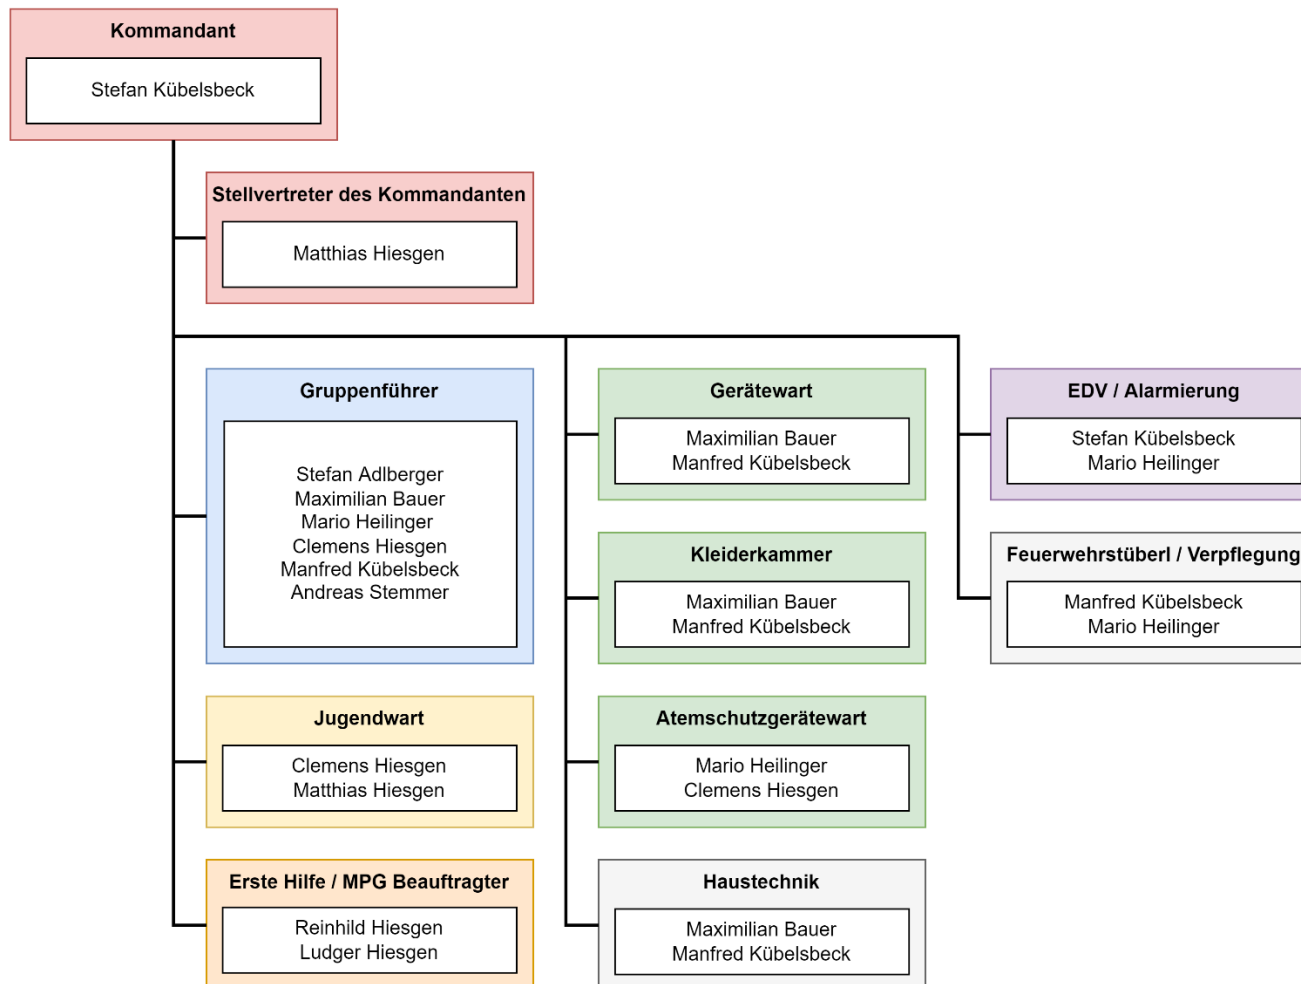 Kommandant
Stefan Kübelsbeck
Stellvertreter des Kommandanten
Matthias Hiesgen
Gruppenführer
Stefan Adlberger
Maximilian Bauer
Mario Heilinger
Clemens Hiesgen
Manfred Kübelsbeck
Andreas Stemmer
Jugendwart
Clemens Hiesgen
Matthias Hiesgen
Erste Hilfe / MPG Beauftragter
Reinhild Hiesgen
Ludger Hiesgen
Gerätewart
Maximilian Bauer
Manfred Kübelsbeck
Kleiderkammer
Maximilian Bauer
Manfred Kübelsbeck
Atemschutzgerätewart
Mario Heilinger
Clemens Hiesgen
Haustechnik
Maximilian Bauer
Manfred Kübelsbeck
EDV / Alarmierung
Stefan Kübelsbeck
Mario Heilinger
Feuerwehrstüberl / Verpflegung
Manfred Kübelsbeck
Mario Heilinger